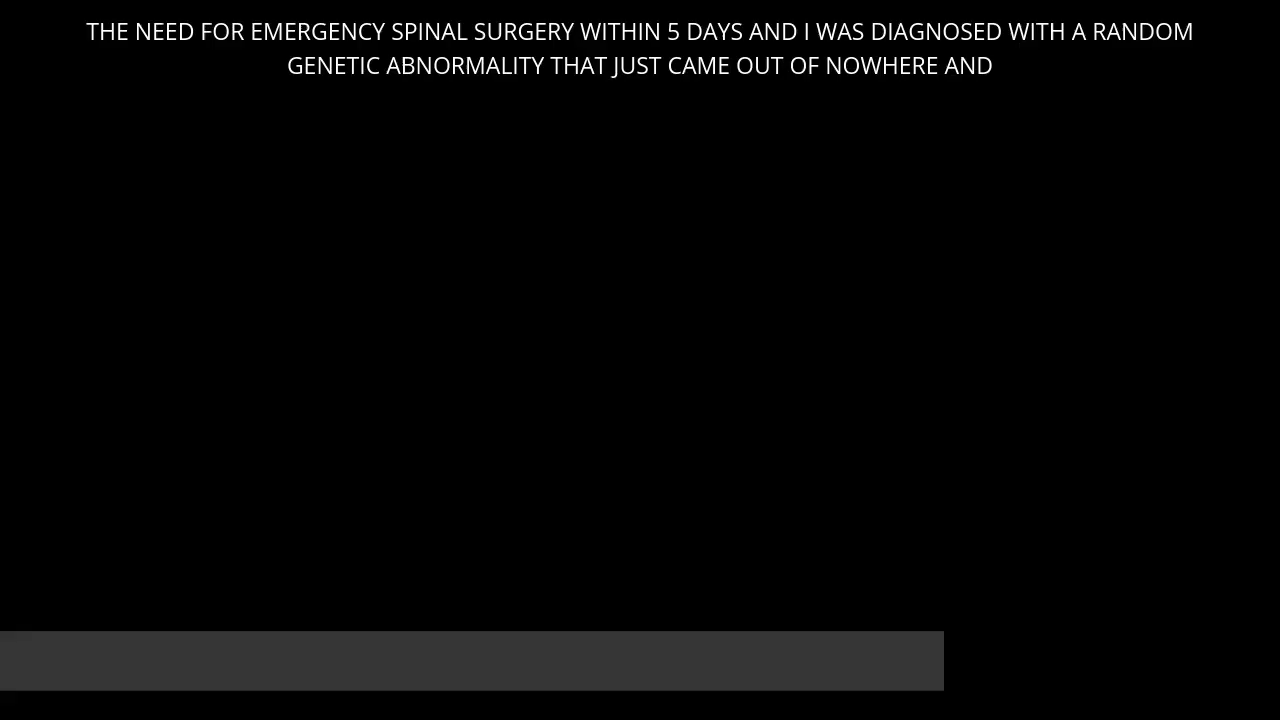 THE NEED FOR EMERGENCY SPINAL SURGERY WITHIN 5 DAYS AND I WAS DIAGNOSED WITH A RANDOM
GENETIC ABNORMALITY THAT JUST CAME OUT OF NOWHERE AND